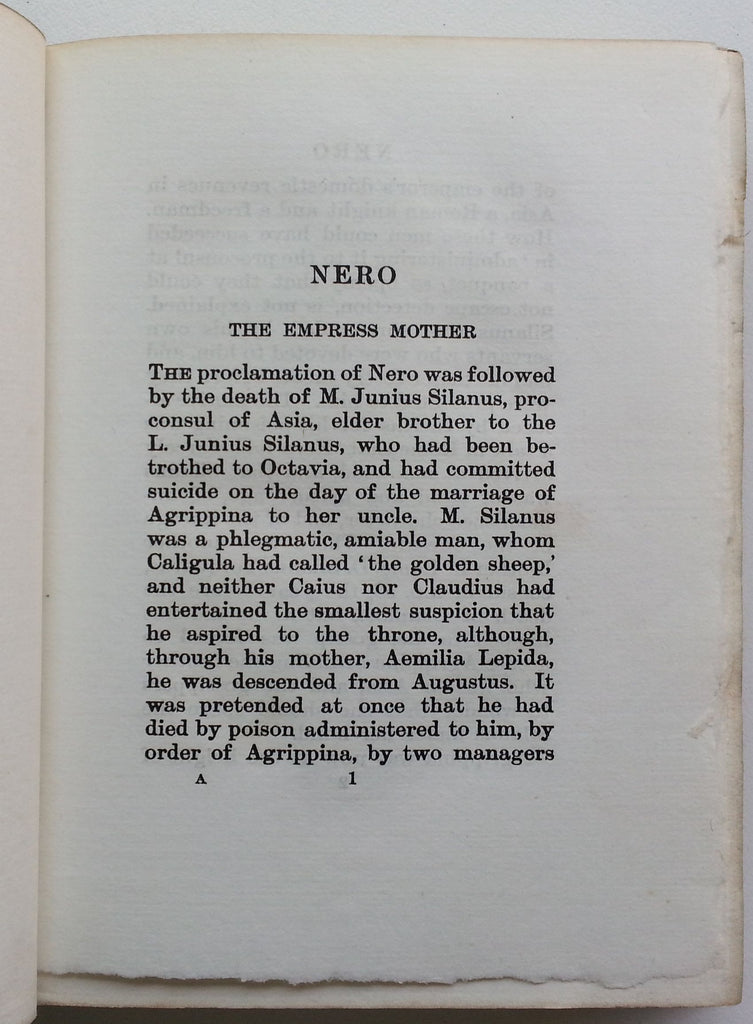 NERO
THE EMPRESS MOTHER
THE proclamation of Nero was followed
by the death of M. Junius Silanus, pro-
consul of Asia, elder brother to the
L. Junius Silanus, who had been be-
trothed to Octavia, and had committed
suicide on the day of the marriage of
Agrippina to her uncle. M. Silanus
was a phlegmatic, amiable man, whom
Caligula had called ‘the golden sheep,’
and neither Caius nor Claudius had
entertained the smallest suspicion that
he aspired to the throne, although,
through his mother, Aemilia Lepida,
he was descended from Augustus. It
was pretended at once that he had
died by poison administered to him, by
order of Agrippina, by two managers
A 1